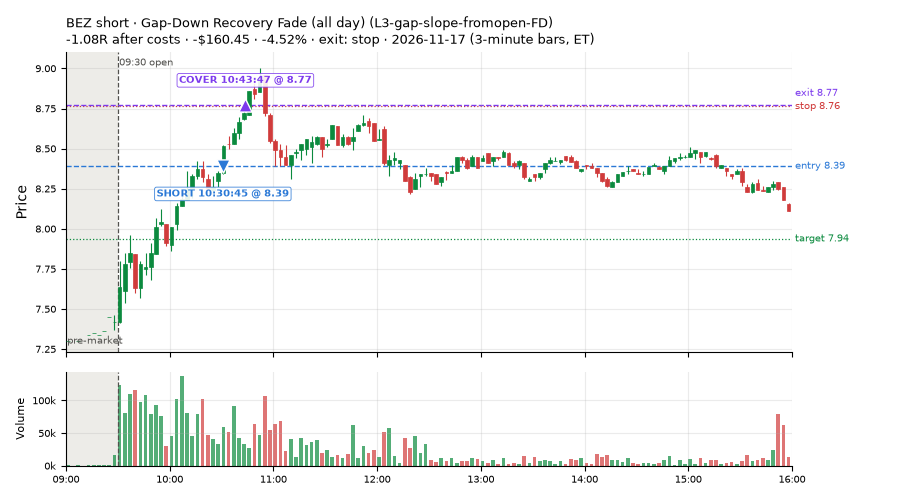 BEZ short · Gap-Down Recovery Fade (all day) (L3-gap-slope-fromopen-FD)
-1.08R after costs · -$160.45 · -4.52% · exit: stop · 2026-11-17 (3-minute bars, ET)
09:30 open
9.00
COVER 10:43:47 @ 8.77
exit 8.77
8.75
stop 8.76
8.50
entry 8.39
8.25
SHORT 10:30:45 @ 8.39
Price
8.00
target 7.94
7.75
7.50
pre-market
7.25
Volume
100k
50k
0k
09:00 10:00 11:00 12:00 13:00 14:00 15:00 16:00